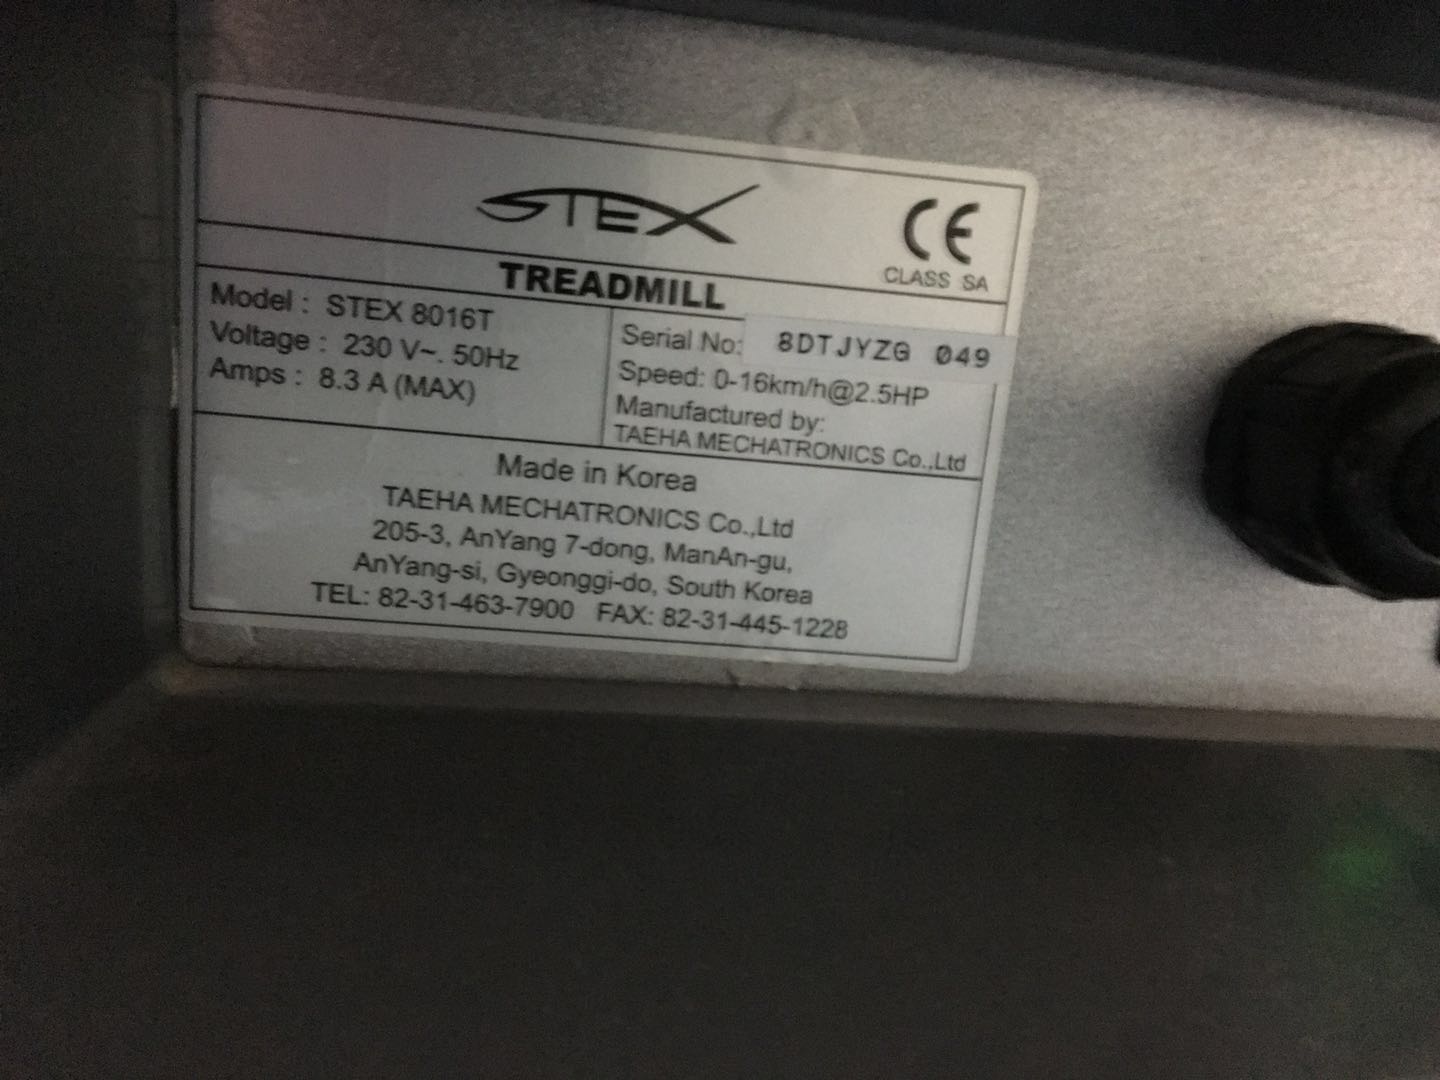 STEX
CE
CLASS SA
TREADMILL
Model : STEX 8016T
Voltage : 230 V~. 50Hz
Amps : 8.3 A (MAX)
Serial No: 8DTJYZG 049
Speed: 0-16km/h@2.5HP
Manufactured by:
TAEHA MECHATRONICS Co.,Ltd
Made in Korea
TAEHA MECHATRONICS Co.,Ltd
205-3, AnYang 7-dong, ManAn-gu,
AnYang-si, Gyeonggi-do, South Korea
TEL: 82-31-463-7900 FAX: 82-31-445-1228